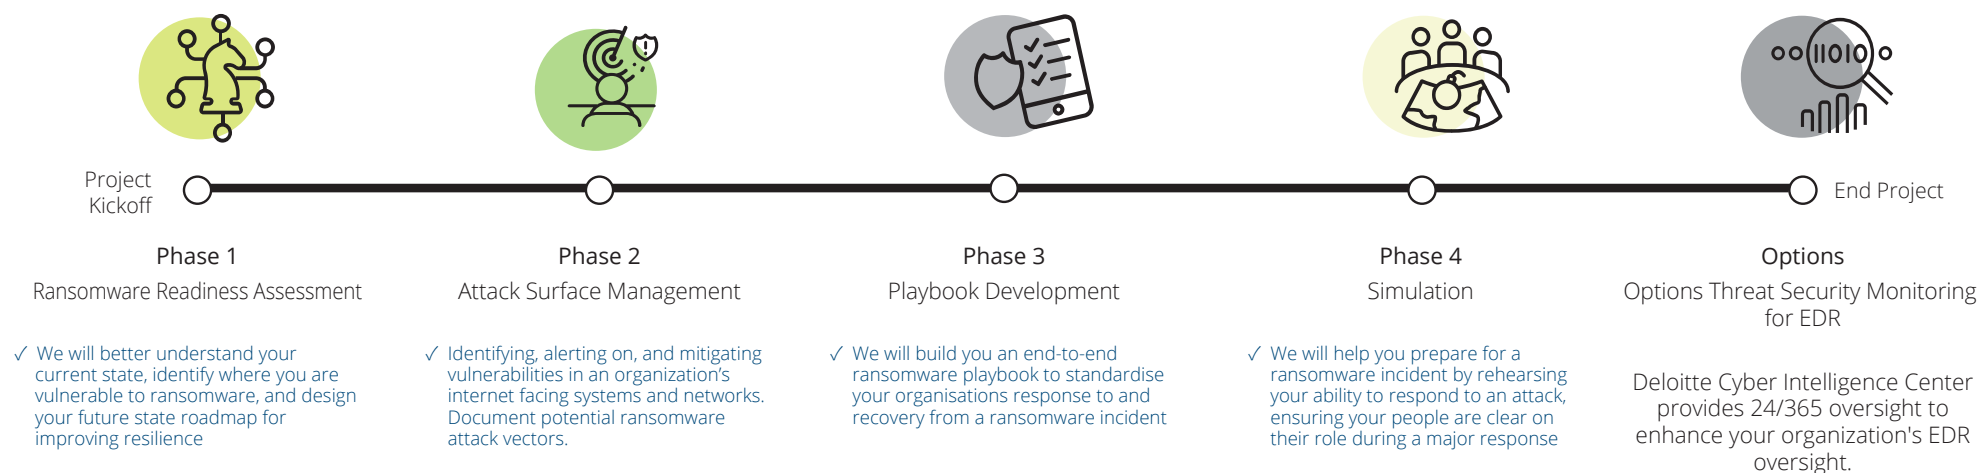 11010
Project
Kickoff
End Project
Phase 1
Ransomware Readiness Assessment
✓ We will better understand your
current state, identify where you are
vulnerable to ransomware, and design
your future state roadmap for
improving resilience
Phase 2
Attack Surface Management
✓ Identifying, alerting on, and mitigating
vulnerabilities in an organization’s
internet facing systems and networks.
Document potential ransomware
attack vectors.
Phase 3
Playbook Development
✓ We will build you an end-to-end
ransomware playbook to standardise
your organisations response to and
recovery from a ransomware incident
Phase 4
Simulation
✓ We will help you prepare for a
ransomware incident by rehearsing
your ability to respond to an attack,
ensuring your people are clear on
their role during a major response
Options
Options Threat Security Monitoring
for EDR
Deloitte Cyber Intelligence Center
provides 24/365 oversight to
enhance your organization's EDR
oversight.